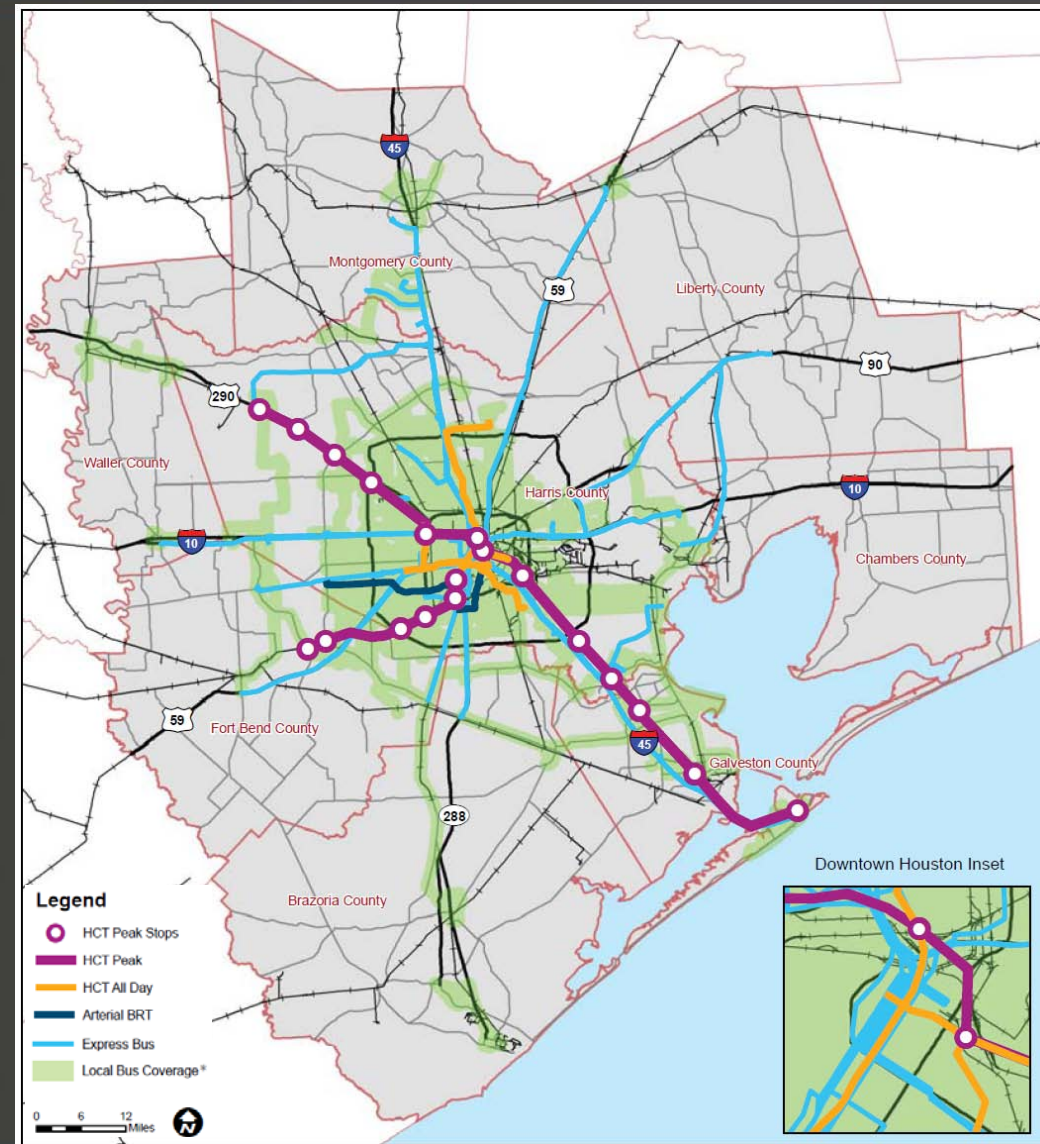 45
Montgomery County
59
Liberty County
90
290
Waller County
Harris County
10
10
Chambers County
59
Fort Bend County
45
Galveston County
288
Brazoria County
Downtown Houston Inset
Legend
HCT Peak Stops
HCT Peak
HCT All Day
Arterial BRT
Express Bus
Local Bus Coverage*
0 6 12
Miles
N